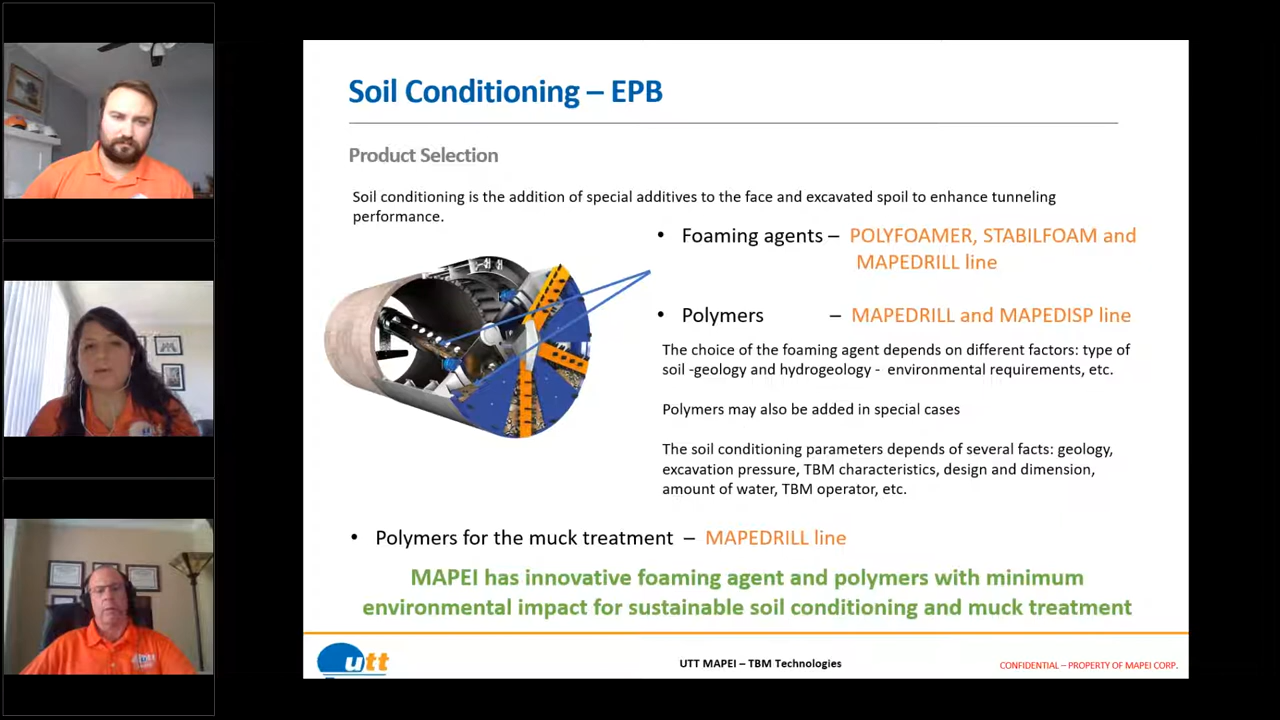 Soil Conditioning – EPB
Product Selection
Soil conditioning is the addition of special additives to the face and excavated spoil to enhance tunneling
performance.
• Foaming agents – POLYFOAMER, STABILFOAM and
MAPEDRILL line
• Polymers – MAPEDRILL and MAPEDISP line
The choice of the foaming agent depends on different factors: type of
soil -geology and hydrogeology - environmental requirements, etc.
Polymers may also be added in special cases
The soil conditioning parameters depends of several facts: geology,
excavation pressure, TBM characteristics, design and dimension,
amount of water, TBM operator, etc.
• Polymers for the muck treatment – MAPEDRILL line
MAPEI has innovative foaming agent and polymers with minimum
environmental impact for sustainable soil conditioning and muck treatment
utt
UTT MAPEI – TBM Technologies
CONFIDENTIAL – PROPERTY OF MAPEI CORP.